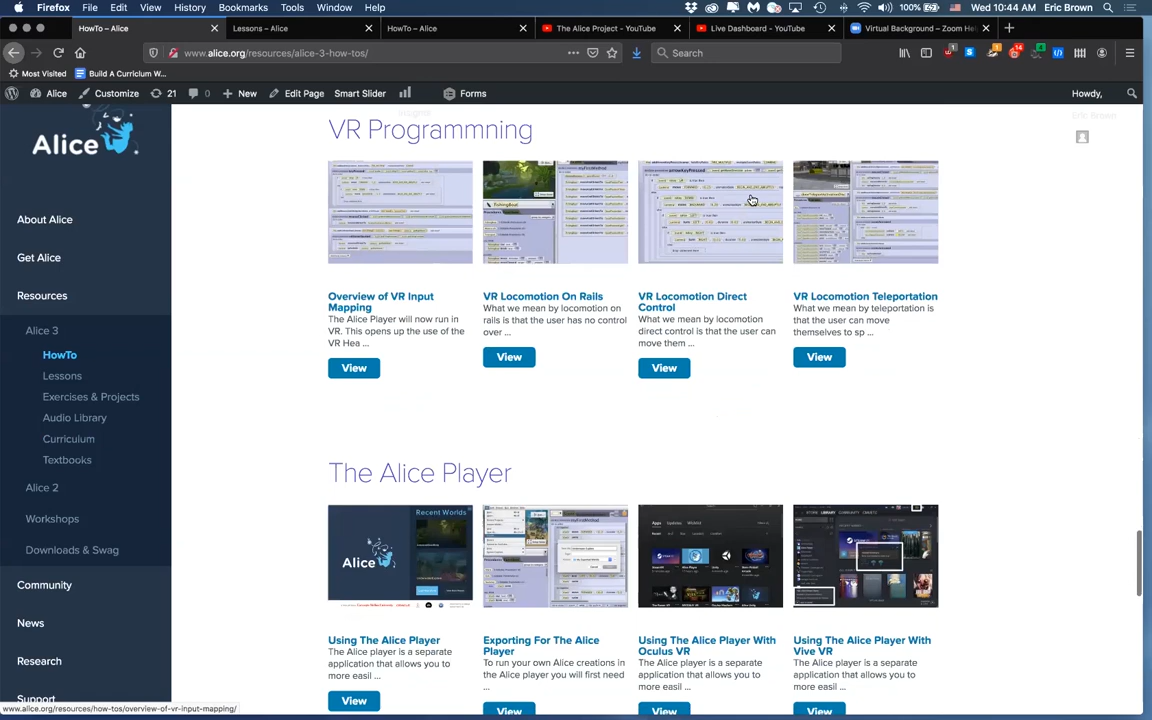 Firefox File Edit View History Bookmarks Tools Window Help 100% Wed 10:44 AM Eric Brown
HowTo – Alice Lessons – Alice HowTo – Alice The Alice Project - YouTube Live Dashboard - YouTube Virtual Background – Zoom He
www.alice.org/resources/alice-3-how-tos/ Search
Most Visited Build A Curriculum W...
Alice Customize 21 0 New Edit Page Smart Slider Forms Howdy,
Eric Brown
Alice
About Alice
Get Alice
Resources
Alice 3
HowTo
Lessons
Exercises & Projects
Audio Library
Curriculum
Textbooks
Alice 2
Workshops
Downloads & Swag
Community
News
Research
Support
www.alice.org/resources/how-tos/overview-of-vr-input-mapping/
VR Programmning
Overview of VR Input
Mapping
The Alice Player will now run in
VR. This opens up the use of the
VR Hea ...
View
VR Locomotion On Rails
What we mean by locomotion on
rails is that the user has no control
over ...
View
VR Locomotion Direct
Control
What we mean by locomotion
direct control is that the user can
move them ...
View
VR Locomotion Teleportation
What we mean by teleportation is
that the user can move
themselves to sp ...
View
The Alice Player
Recent Worlds
Alice
Using The Alice Player
The Alice player is a separate
application that allows you to
more easil ...
View
Exporting For The Alice
Player
To run your own Alice creations in
the Alice player you will first need
...
View
Using The Alice Player With
Oculus VR
The Alice player is a separate
application that allows you to
more easil ...
View
Using The Alice Player With
Vive VR
The Alice player is a separate
application that allows you to
more easil ...
View